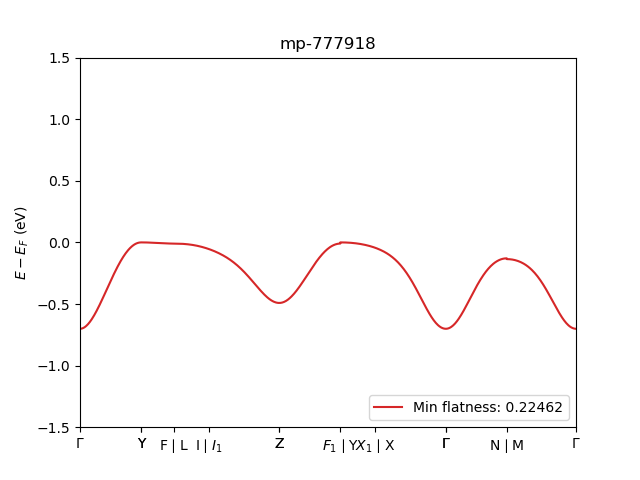 mp-777918
E − E_F (eV)
1.5
1.0
0.5
0.0
−0.5
−1.0
−1.5
Min flatness: 0.22462
Γ Y F | L I | I₁ Z F₁ | Y X₁ | X Γ N | M Γ